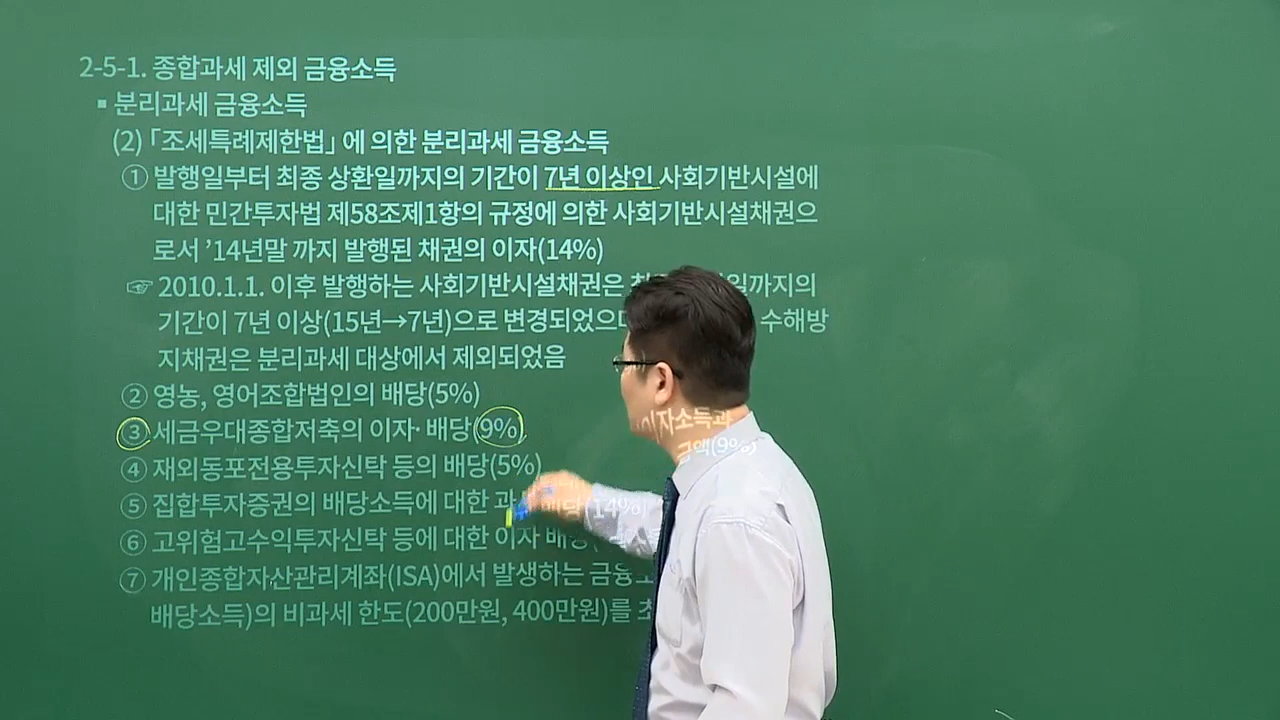 2-5-1. 종합과세 제외 금융소득
▪ 분리과세 금융소득
(2) 「조세특례제한법」에 의한 분리과세 금융소득
① 발행일부터 최종 상환일까지의 기간이 7년 이상인 사회기반시설에
대한 민간투자법 제58조제1항의 규정에 의한 사회기반시설채권으
로서 ’14년말 까지 발행된 채권의 이자(14%)
☞ 2010.1.1. 이후 발행하는 사회기반시설채권은 일까지의
기간이 7년 이상(15년→7년)으로 변경되었으 수해방
지채권은 분리과세 대상에서 제외되었음
② 영농, 영어조합법인의 배당(5%)
③ 세금우대종합저축의 이자· 배당(9%)
④ 재외동포전용투자신탁 등의 배당(5%)
이자소득과
금액(9%)
⑤ 집합투자증권의 배당소득에 대한 배당(14%)
⑥ 고위험고수익투자신탁 등에 대한 이자
⑦ 개인종합자산관리계좌(ISA)에서 발생하는
배당소득)의 비과세 한도(200만원, 400만원)를